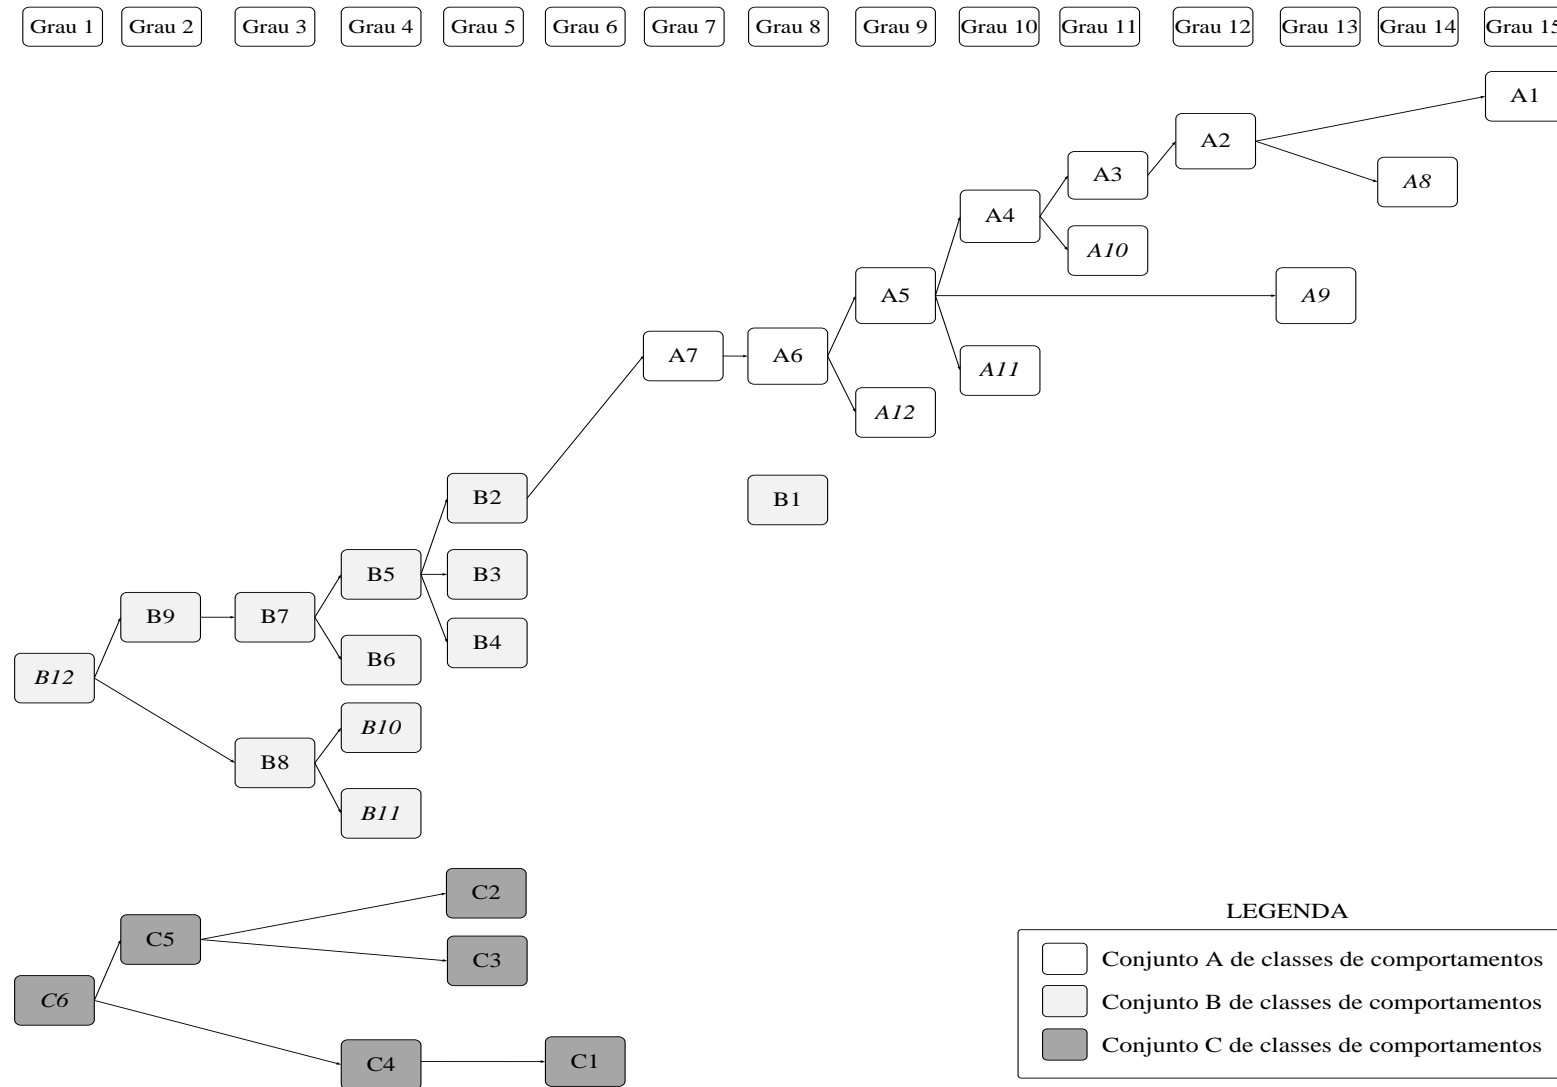 Grau 1 Grau 2 Grau 3 Grau 4 Grau 5 Grau 6 Grau 7 Grau 8 Grau 9 Grau 10 Grau 11 Grau 12 Grau 13 Grau 14 Grau 15
A1
A2
A3
A8
A4
A10
A5
A9
A7
A6
A11
A12
B2
B1
B5
B3
B9
B7
B4
B6
B12
B10
B8
B11
C2
C5
C3
C6
C4
C1
LEGENDA
Conjunto A de classes de comportamentos
Conjunto B de classes de comportamentos
Conjunto C de classes de comportamentos